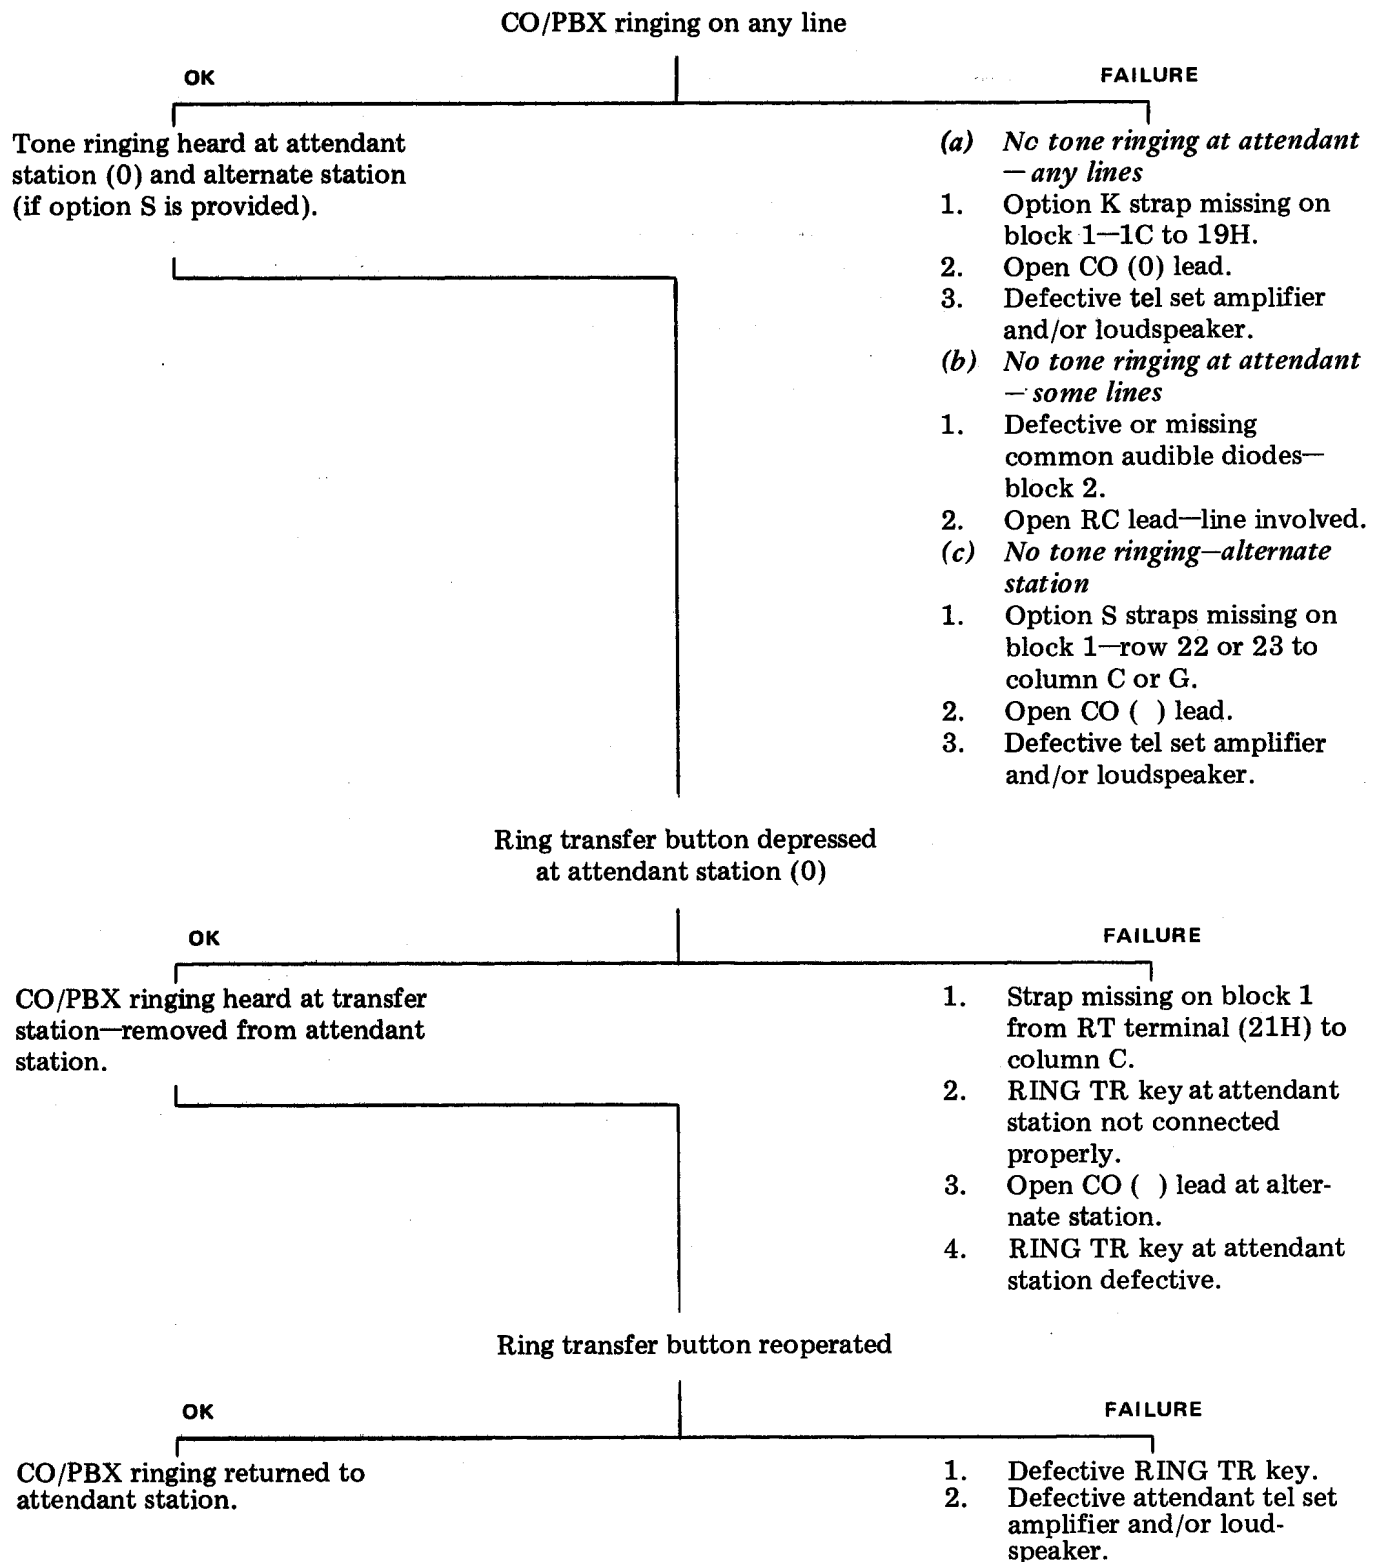 CO/PBX ringing on any line
OK
FAILURE
Tone ringing heard at attendant
station (0) and alternate station
(if option S is provided).
(a) No tone ringing at attendant
— any lines
1. Option K strap missing on
block 1—1C to 19H.
2. Open CO (0) lead.
3. Defective tel set amplifier
and/or loudspeaker.
(b) No tone ringing at attendant
— some lines
1. Defective or missing
common audible diodes—
block 2.
2. Open RC lead—line involved.
(c) No tone ringing—alternate
station
1. Option S straps missing on
block 1—row 22 or 23 to
column C or G.
2. Open CO ( ) lead.
3. Defective tel set amplifier
and/or loudspeaker.
Ring transfer button depressed
at attendant station (0)
OK
FAILURE
CO/PBX ringing heard at transfer
station—removed from attendant
station.
1. Strap missing on block 1
from RT terminal (21H) to
column C.
2. RING TR key at attendant
station not connected
properly.
3. Open CO ( ) lead at alter-
nate station.
4. RING TR key at attendant
station defective.
Ring transfer button reoperated
OK
FAILURE
CO/PBX ringing returned to
attendant station.
1. Defective RING TR key.
2. Defective attendant tel set
amplifier and/or loud-
speaker.